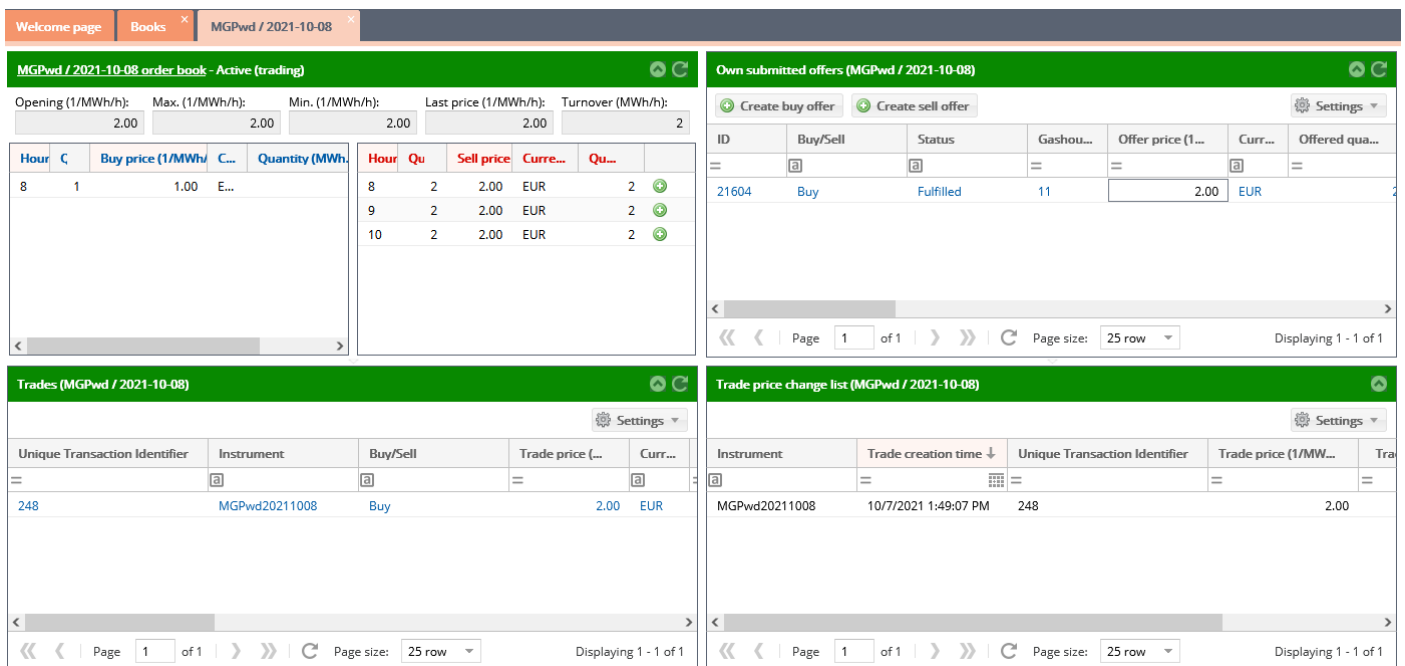 Welcome page Books × MGPwd / 2021-10-08 ×
MGPwd / 2021-10-08 order book - Active (trading)
Opening (1/MWh/h): Max. (1/MWh/h): Min. (1/MWh/h): Last price (1/MWh/h): Turnover (MWh/h):
2.00 2.00 2.00 2.00 2
Hour Buy price (1/MWh/ C... Quantity (MWh.
8 1 1.00 E...
Hour Qu Sell price Curre... Qu...
8 2 2.00 EUR 2
9 2 2.00 EUR 2
10 2 2.00 EUR 2
Own submitted offers (MGPwd / 2021-10-08)
Create buy offer Create sell offer Settings
ID Buy/Sell Status Gashou... Offer price (1... Curr... Offered qua...
= a a = = a =
21604 Buy Fulfilled 11 2.00 EUR 2
Page 1 of 1 Page size: 25 row Displaying 1 - 1 of 1
Trades (MGPwd / 2021-10-08)
Settings
Unique Transaction Identifier Instrument Buy/Sell Trade price (... Curr...
= a a = a =
248 MGPwd20211008 Buy 2.00 EUR
Page 1 of 1 Page size: 25 row Displaying 1 - 1 of 1
Trade price change list (MGPwd / 2021-10-08)
Settings
Instrument Trade creation time ↓ Unique Transaction Identifier Trade price (1/MW... Tra
a = = = =
MGPwd20211008 10/7/2021 1:49:07 PM 248 2.00
Page 1 of 1 Page size: 25 row Displaying 1 - 1 of 1